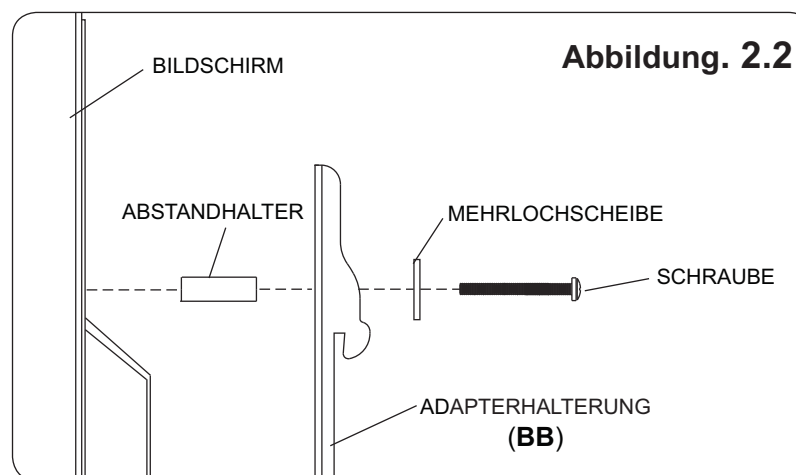 Abbildung. 2.2
BILDSCHIRM
ABSTANDHALTER
MEHRLOCHSCHEIBE
SCHRAUBE
ADAPTERHALTERUNG
(BB)